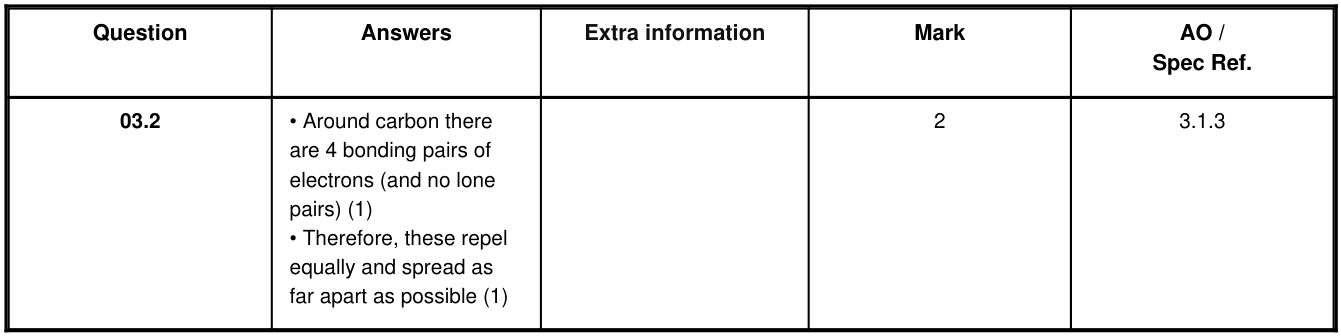 Question Answers Extra information Mark AO /
Spec Ref.
03.2 • Around carbon there 2 3.1.3
are 4 bonding pairs of
electrons (and no lone
pairs) (1)
• Therefore, these repel
equally and spread as
far apart as possible (1)